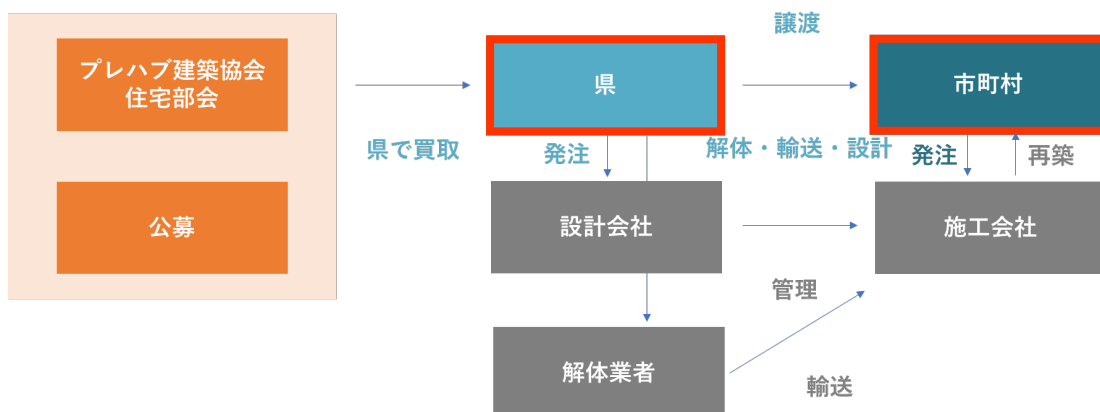 譲渡
プレハブ建築協会
住宅部会
県
市町村
県で買取
発注
解体・輸送・設計
発注
再築
公募
設計会社
施工会社
管理
解体業者
輸送